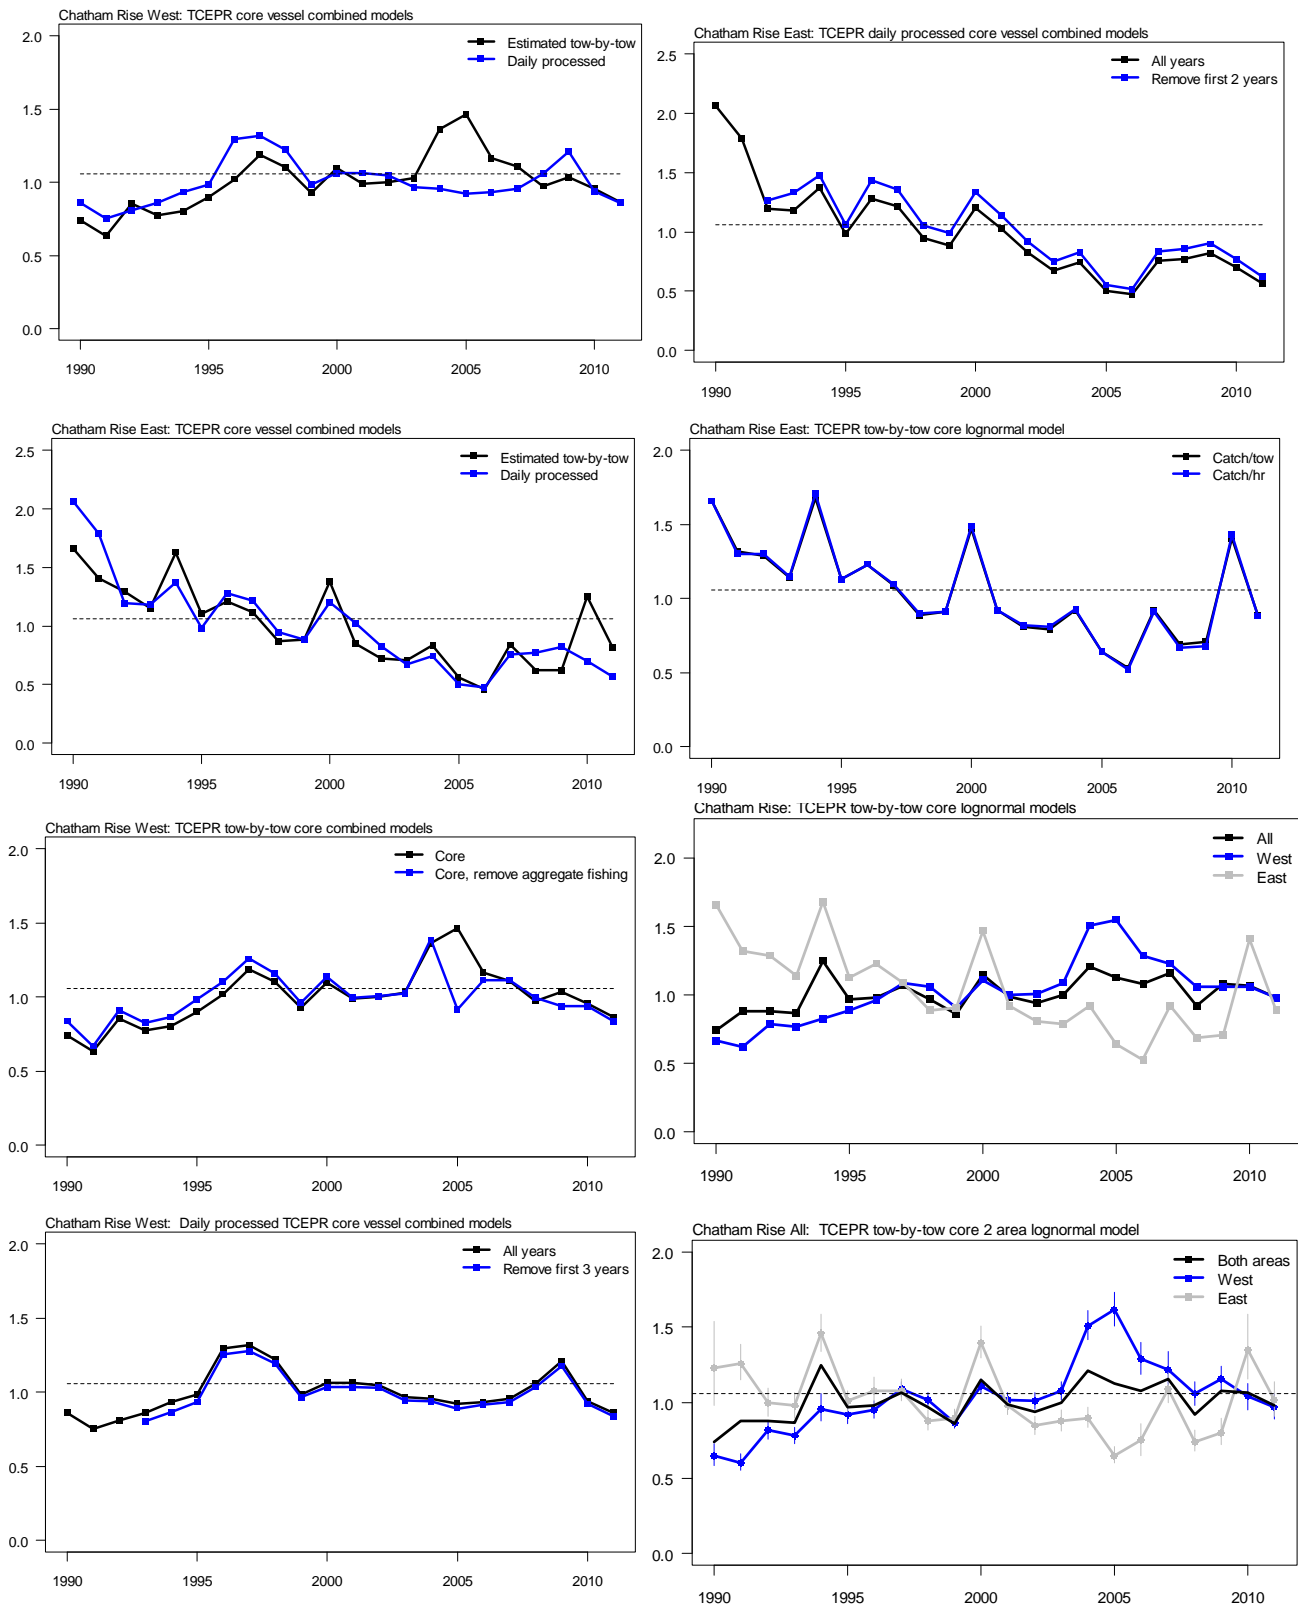 Chatham Rise West: TCEPR core vessel combined models
2.0
1.5
1.0
0.5
0.0
Estimated tow-by-tow
Daily processed
1990 1995 2000 2005 2010
Chatham Rise East: TCEPR daily processed core vessel combined models
2.5
2.0
1.5
1.0
0.5
0.0
All years
Remove first 2 years
1990 1995 2000 2005 2010
Chatham Rise East: TCEPR core vessel combined models
2.5
2.0
1.5
1.0
0.5
0.0
Estimated tow-by-tow
Daily processed
1990 1995 2000 2005 2010
Chatham Rise East: TCEPR tow-by-tow core lognormal model
2.0
1.5
1.0
0.5
0.0
Catch/tow
Catch/hr
1990 1995 2000 2005 2010
Chatham Rise West: TCEPR tow-by-tow core combined models
2.0
1.5
1.0
0.5
0.0
Core
Core, remove aggregate fishing
1990 1995 2000 2005 2010
Chatham Rise: TCEPR tow-by-tow core lognormal models
2.0
1.5
1.0
0.5
0.0
All
West
East
1990 1995 2000 2005 2010
Chatham Rise West: Daily processed TCEPR core vessel combined models
2.0
1.5
1.0
0.5
0.0
All years
Remove first 3 years
1990 1995 2000 2005 2010
Chatham Rise All: TCEPR tow-by-tow core 2 area lognormal model
2.0
1.5
1.0
0.5
0.0
Both areas
West
East
1990 1995 2000 2005 2010